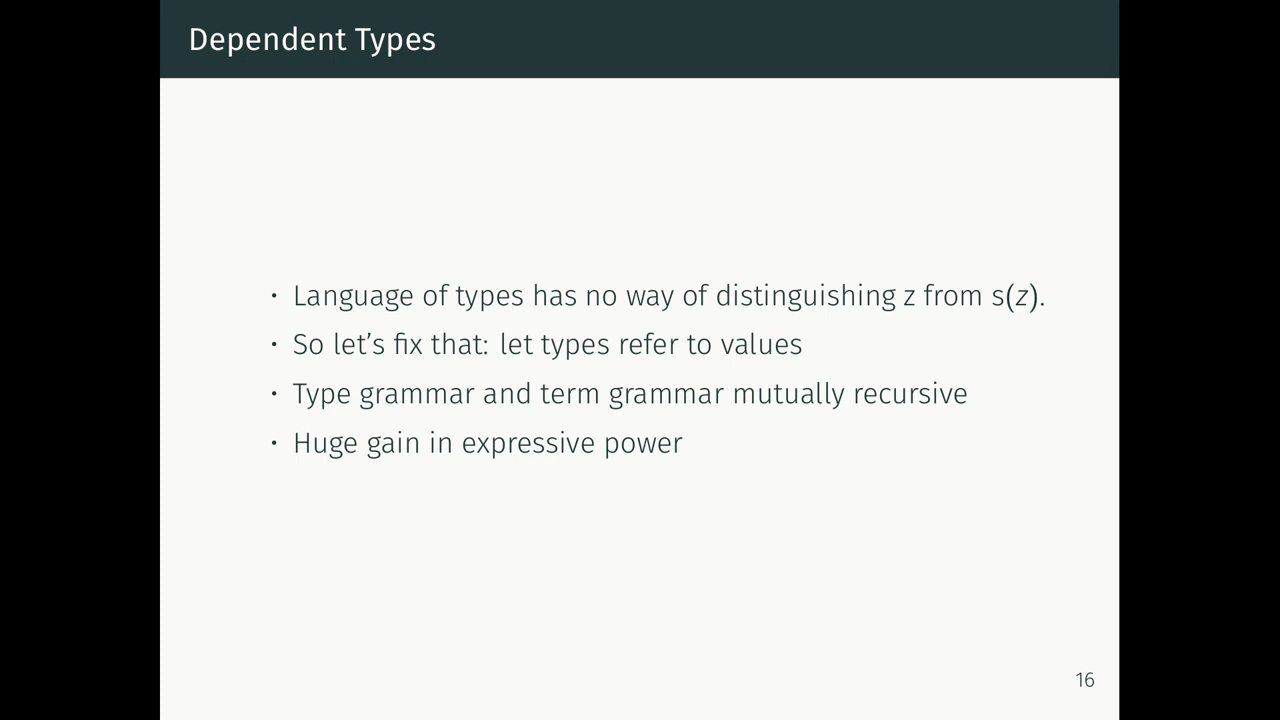 Dependent Types
• Language of types has no way of distinguishing z from s(z).
• So let's fix that: let types refer to values
• Type grammar and term grammar mutually recursive
• Huge gain in expressive power
16